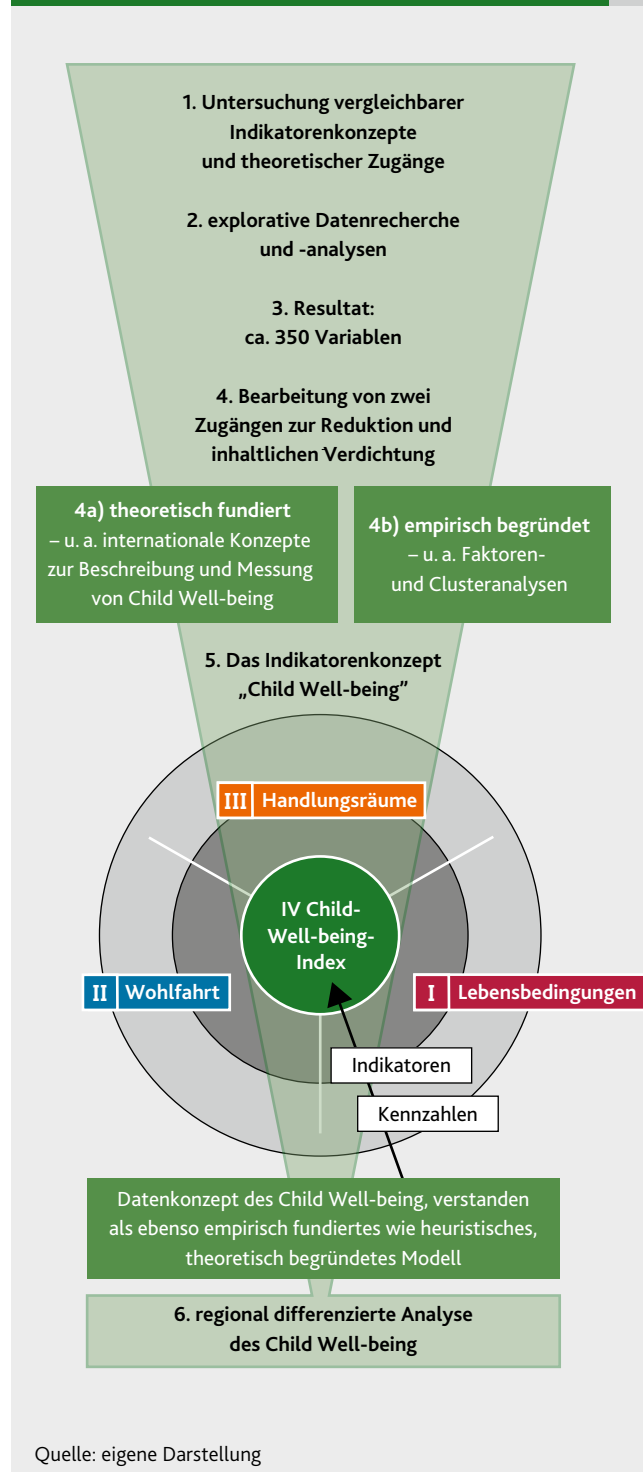 1. Untersuchung vergleichbarer
Indikatorenkonzepte
und theoretischer Zugänge
2. explorative Datenrecherche
und -analysen
3. Resultat:
ca. 350 Variablen
4. Bearbeitung von zwei
Zugängen zur Reduktion und
inhaltlichen Verdichtung
4a) theoretisch fundiert
– u. a. internationale Konzepte
zur Beschreibung und Messung
von Child Well-being
4b) empirisch begründet
– u. a. Faktoren-
und Clusteranalysen
5. Das Indikatorenkonzept
„Child Well-being”
III Handlungsräume
IV Child-
Well-being-
Index
II Wohlfahrt
I Lebensbedingungen
Indikatoren
Kennzahlen
Datenkonzept des Child Well-being, verstanden
als ebenso empirisch fundiertes wie heuristisches,
theoretisch begründetes Modell
6. regional differenzierte Analyse
des Child Well-being
Quelle: eigene Darstellung